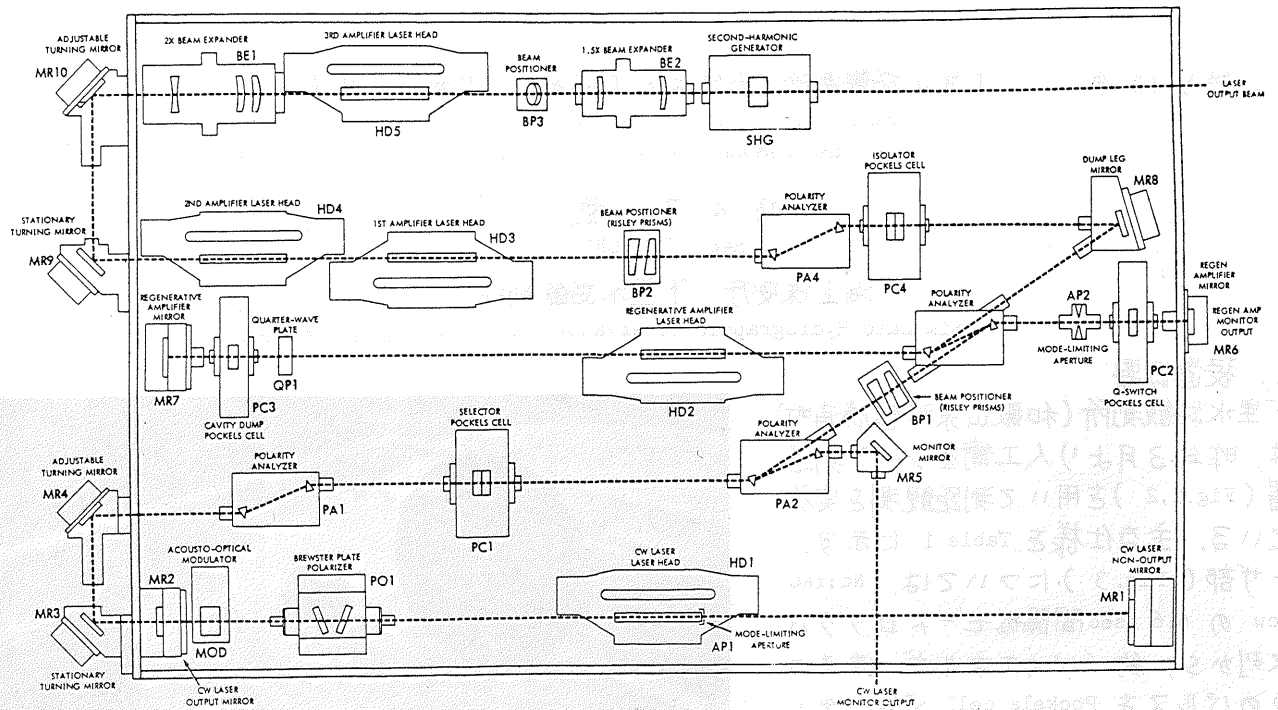 ADJUSTABLE
TURNING MIRROR
MR10
2X BEAM EXPANDER
BE1
3RD AMPLIFIER LASER HEAD
HD5
BEAM
POSITIONER
BP3
1.5X BEAM EXPANDER
BE2
SECOND-HARMONIC
GENERATOR
SHG
LASER
OUTPUT BEAM
STATIONARY
TURNING MIRROR
MR9
2ND AMPLIFIER LASER HEAD
HD4
1ST AMPLIFIER LASER HEAD
HD3
BEAM POSITIONER
(RISLEY PRISMS)
BP2
POLARITY
ANALYZER
PA4
ISOLATOR
POCKELS CELL
PC4
DUMP LEG
MIRROR
MR8
REGENERATIVE
AMPLIFIER
MIRROR
MR7
PC3
CAVITY DUMP
POCKELS CELL
QUARTER-WAVE
PLATE
QP1
REGENERATIVE AMPLIFIER
LASER HEAD
HD2
POLARITY
ANALYZER
AP2
MODE-LIMITING
APERTURE
PC2
Q-SWITCH
POCKELS CELL
REGEN
AMPLIFIER
MIRROR
REGEN AMP
MONITOR
OUTPUT
MR6
BEAM POSITIONER
(RISLEY PRISMS)
BP1
ADJUSTABLE
TURNING MIRROR
MR4
POLARITY
ANALYZER
PA1
SELECTOR
POCKELS CELL
PC1
POLARITY
ANALYZER
PA2
MONITOR
MIRROR
MR5
MR3
STATIONARY
TURNING MIRROR
MR2
CW LASER
OUTPUT MIRROR
ACOUSTO-OPTICAL
MODULATOR
MOD
BREWSTER PLATE
POLARIZER
PO1
CW LASER
LASER HEAD
HD1
MODE-LIMITING
APERTURE
AP1
CW LASER
NON-OUTPUT
MIRROR
MR1
CW LASER
MONITOR OUTPUT